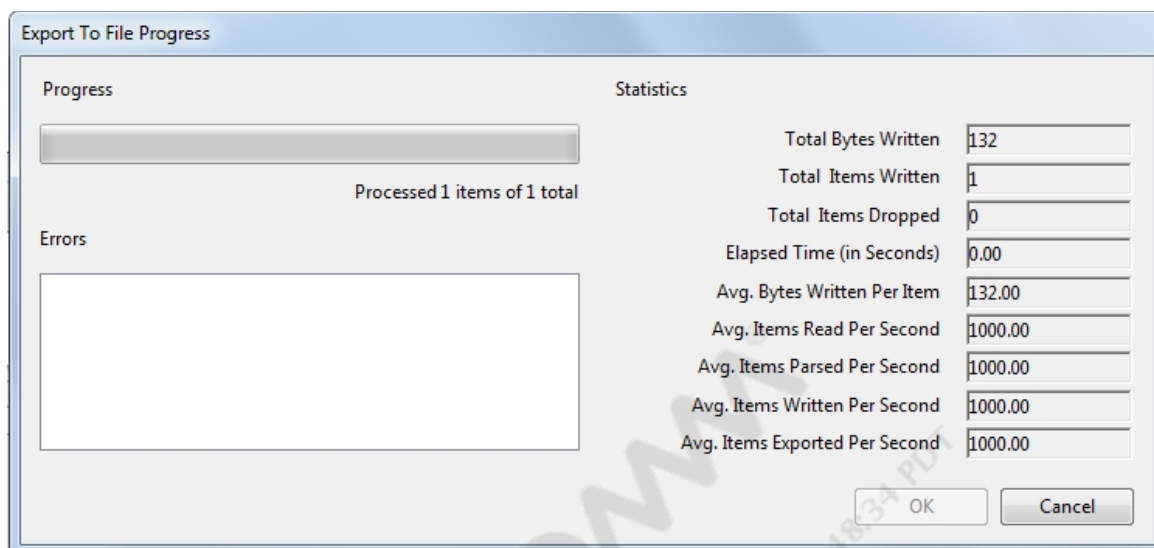 Export To File Progress
Progress
Statistics
Processed 1 items of 1 total
Errors
Total Bytes Written 132
Total Items Written 1
Total Items Dropped 0
Elapsed Time (in Seconds) 0.00
Avg. Bytes Written Per Item 132.00
Avg. Items Read Per Second 1000.00
Avg. Items Parsed Per Second 1000.00
Avg. Items Written Per Second 1000.00
Avg. Items Exported Per Second 1000.00
OK
Cancel
48:34 PDT